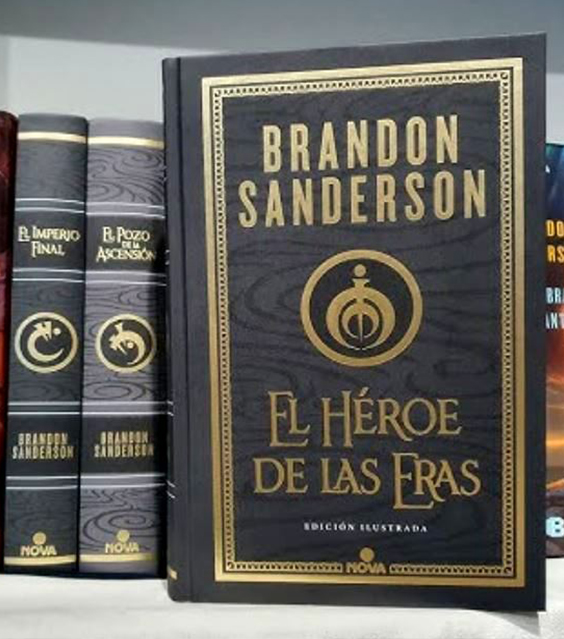 EL IMPERIO
FINAL
BRANDON
SANDERSON
NOVA
EL POZO
DE LA
ASCENSIÓN
BRANDON
SANDERSON
NOVA
BRANDON
SANDERSON
EL HÉROE
DE LAS ERAS
EDICIÓN ILUSTRADA
NOVA